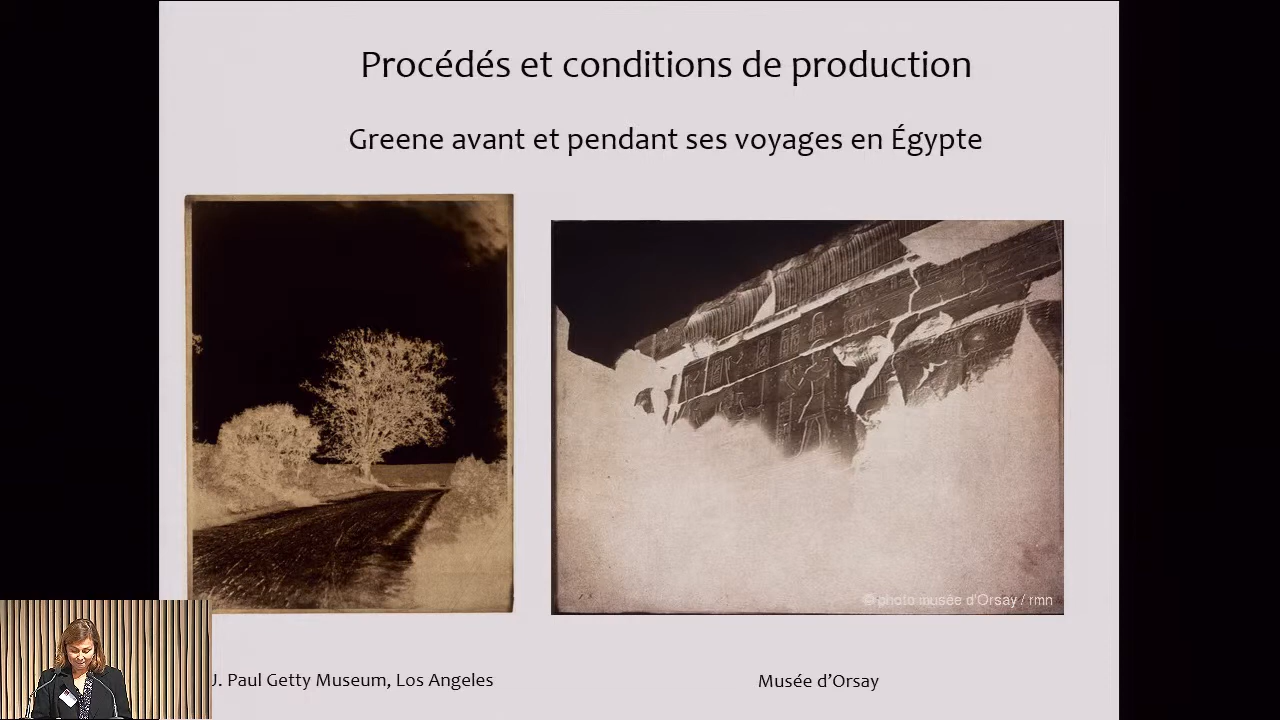 Procédés et conditions de production
Greene avant et pendant ses voyages en Égypte
© photo musée d'Orsay / rmn
J. Paul Getty Museum, Los Angeles
Musée d’Orsay